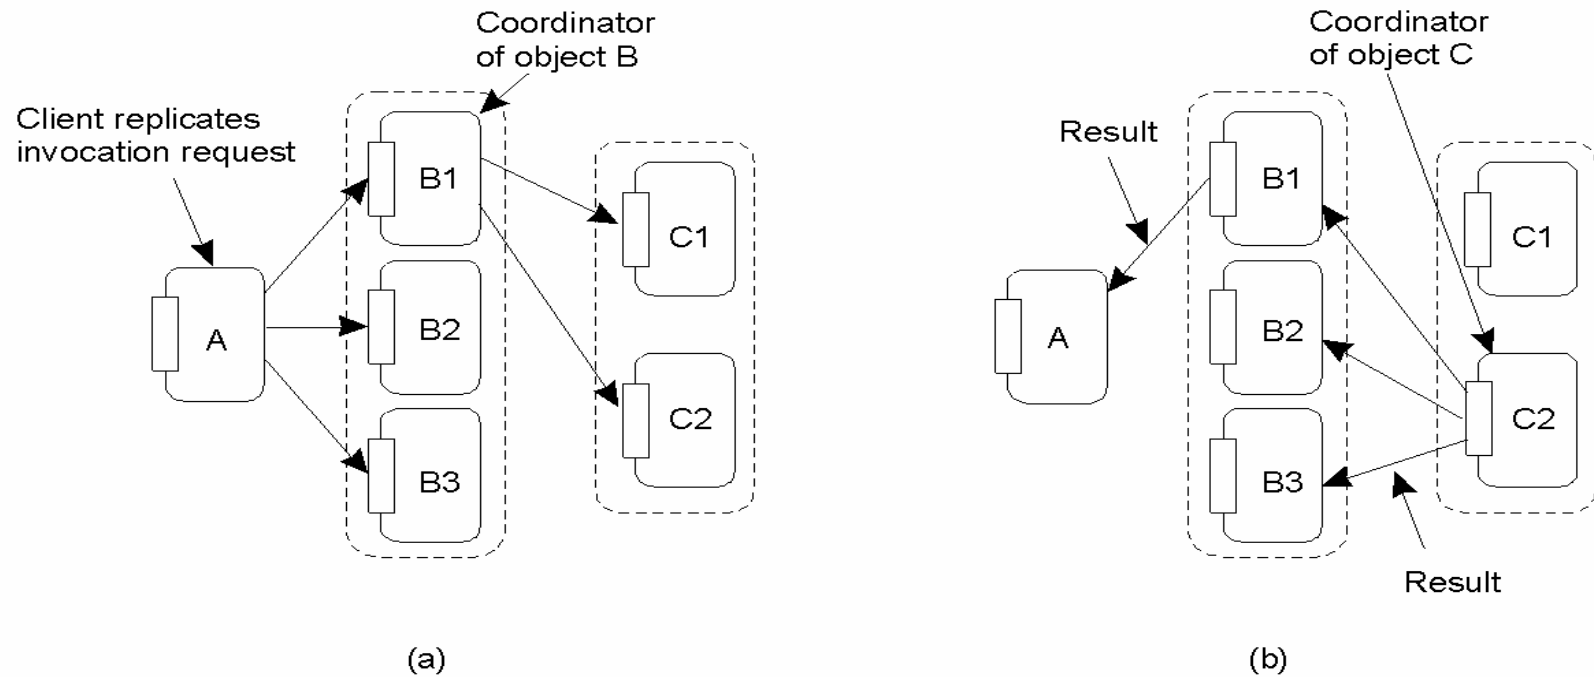 Coordinator
of object B
Client replicates
invocation request
B1
C1
A
B2
C2
B3
(a)
Coordinator
of object C
Result
B1
C1
A
B2
C2
B3
Result
(b)